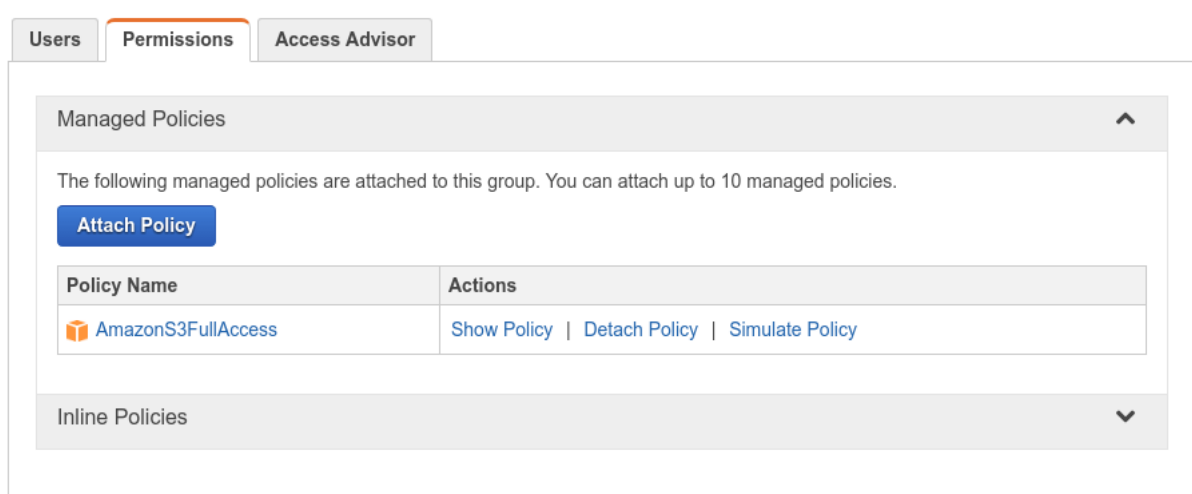 Users Permissions Access Advisor
Managed Policies
The following managed policies are attached to this group. You can attach up to 10 managed policies.
Attach Policy
Policy Name Actions
AmazonS3FullAccess Show Policy | Detach Policy | Simulate Policy
Inline Policies